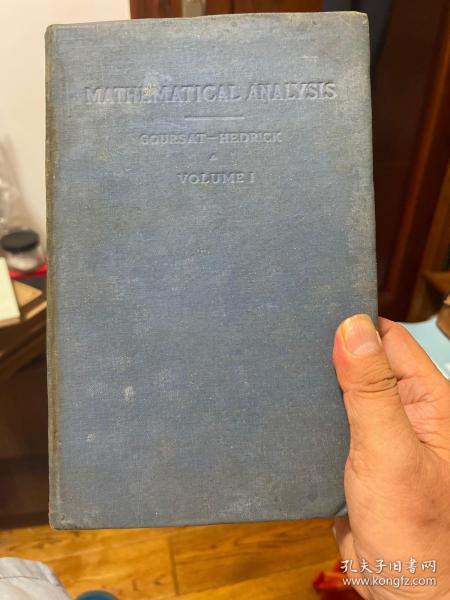 MATHEMATICAL ANALYSIS
GOURSAT—HEDRICK
VOLUME I
孔夫子旧书网
www.kongfz.com